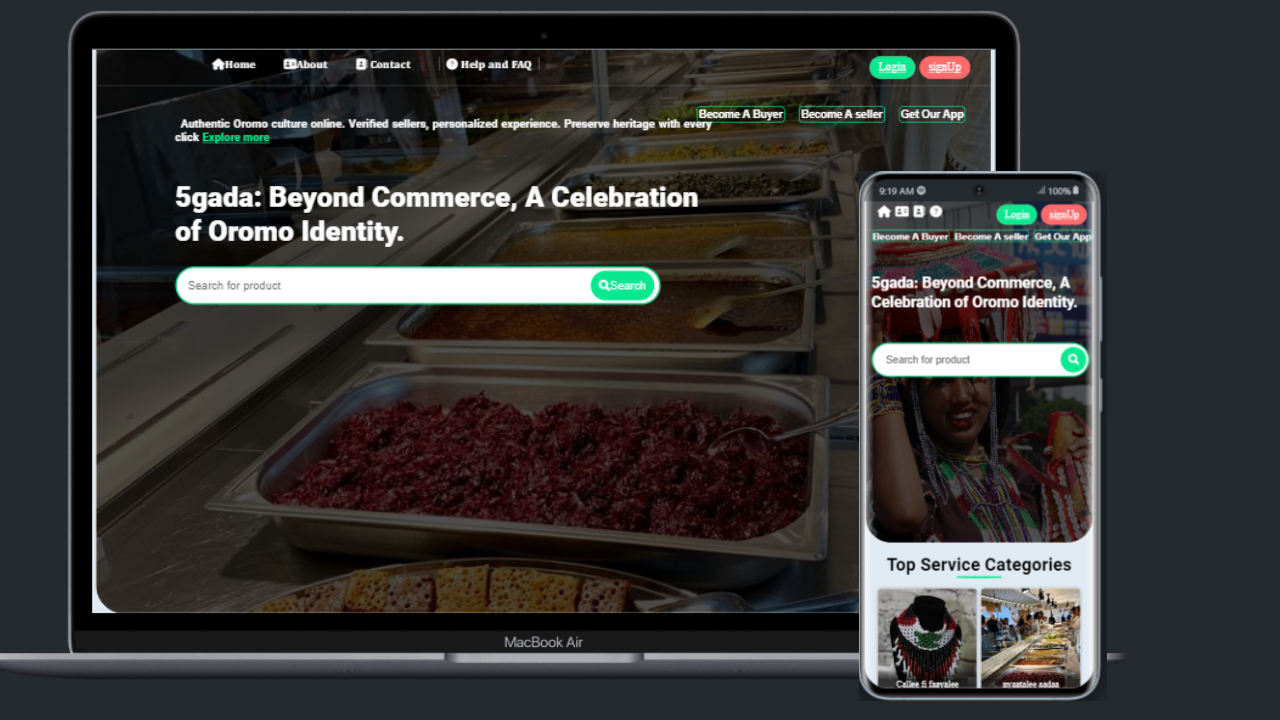 Home About Contact Help and FAQ Login signUp
Become A Buyer Become A seller Get Our App
Authentic Oromo culture online. Verified sellers, personalized experience. Preserve heritage with every
click Explore more
5gada: Beyond Commerce, A Celebration
of Oromo Identity.
Search for product Search
MacBook Air
9:19 AM 100%
Login signUp
Become A Buyer Become A seller Get Our App
5gada: Beyond Commerce, A
Celebration of Oromo Identity.
Search for product
Top Service Categories
Callee fi faayalee nyaatalee aadaa